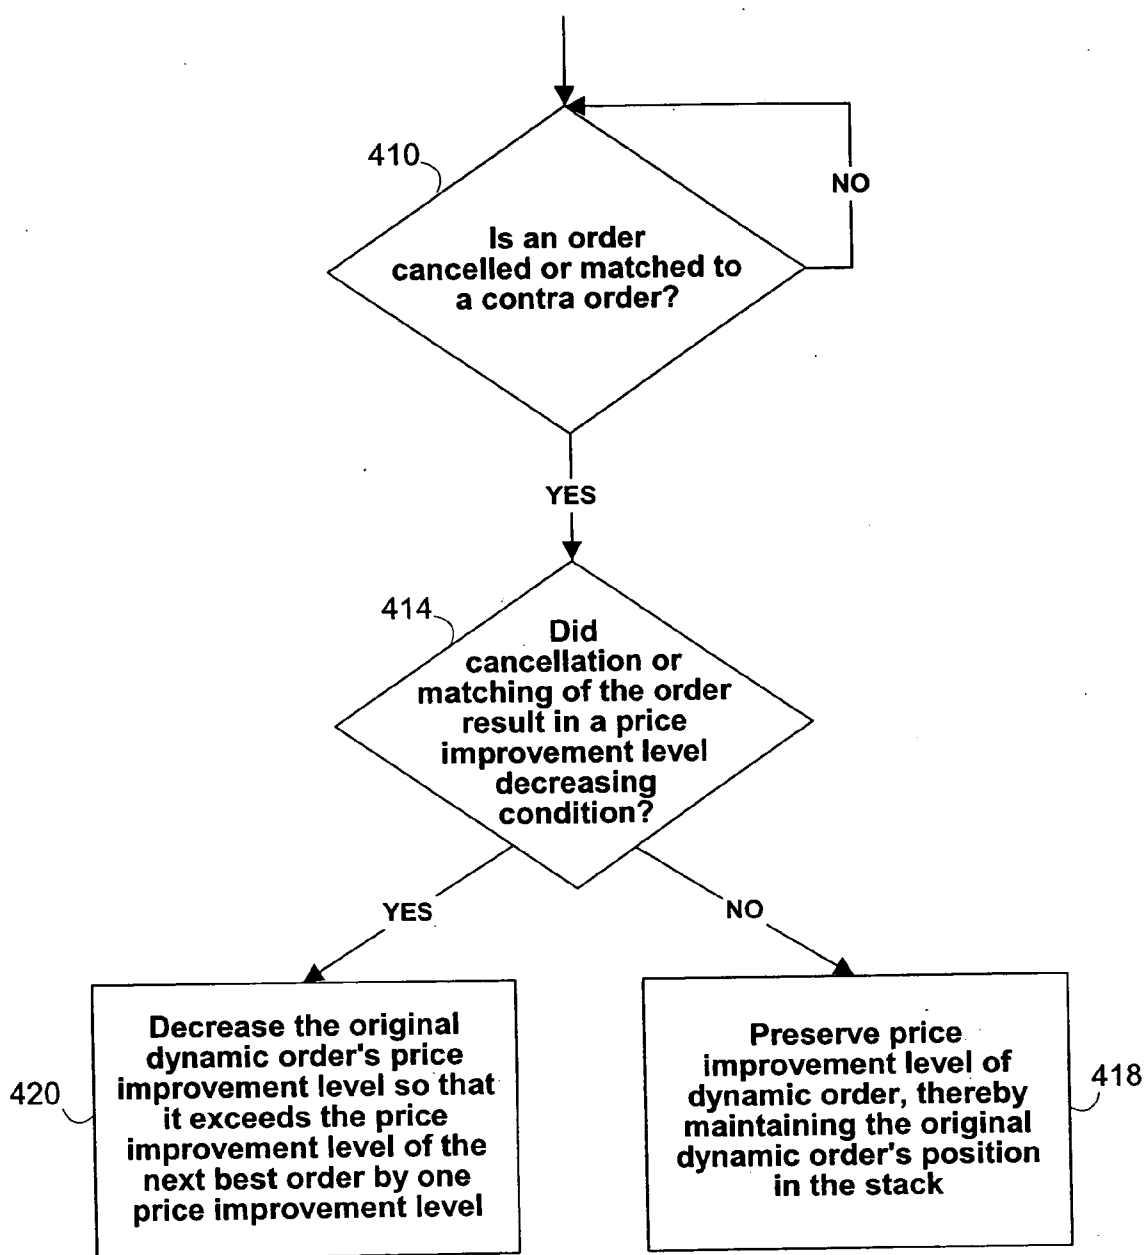 410
NO
Is an order
cancelled or matched to
a contra order?
YES
414
Did
cancellation or
matching of the order
result in a price
improvement level
decreasing
condition?
YES
NO
420
Decrease the original
dynamic order's price
improvement level so that
it exceeds the price
improvement level of the
next best order by one
price improvement level
Preserve price
improvement level of
dynamic order, thereby
maintaining the original
dynamic order's position
in the stack
418